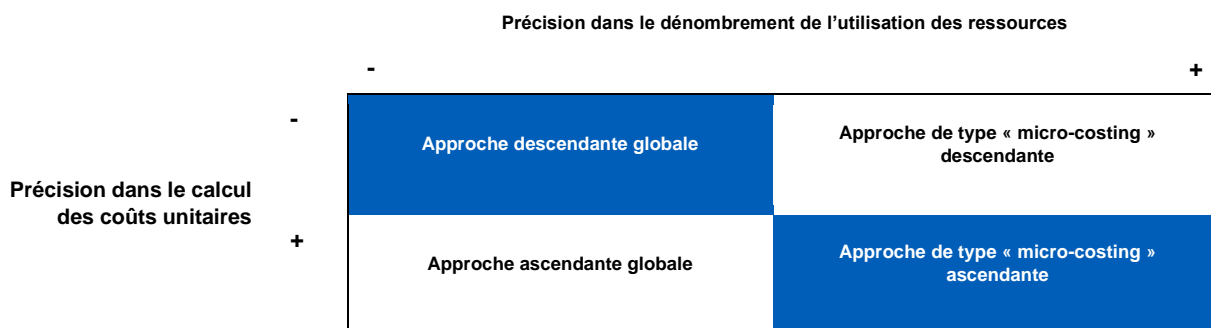 Précision dans le dénombrement de l’utilisation des ressources
- +
-
Approche descendante globale
Approche de type « micro-costing »
descendante
Précision dans le calcul
des coûts unitaires
+
Approche ascendante globale
Approche de type « micro-costing »
ascendante